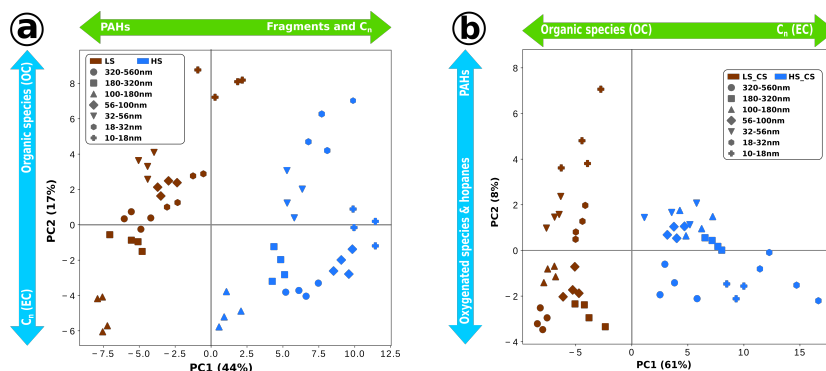 a
PAHs
Fragments and Cn
Organic species (OC)
Cn (EC)
PC2 (17%)
8
6
4
2
0
−2
−4
−6
LS HS
320-560nm
180-320nm
100-180nm
56-100nm
32-56nm
18-32nm
10-18nm
−7.5 −5.0 −2.5 0.0 2.5 5.0 7.5 10.0 12.5
PC1 (44%)
b
Organic species (OC)
Cn (EC)
PAHs
Oxygenated species & hopanes
PC2 (8%)
8
6
4
2
0
−2
−4
LS_CS HS_CS
320-560nm
180-320nm
100-180nm
56-100nm
32-56nm
18-32nm
10-18nm
−5 0 5 10 15
PC1 (61%)